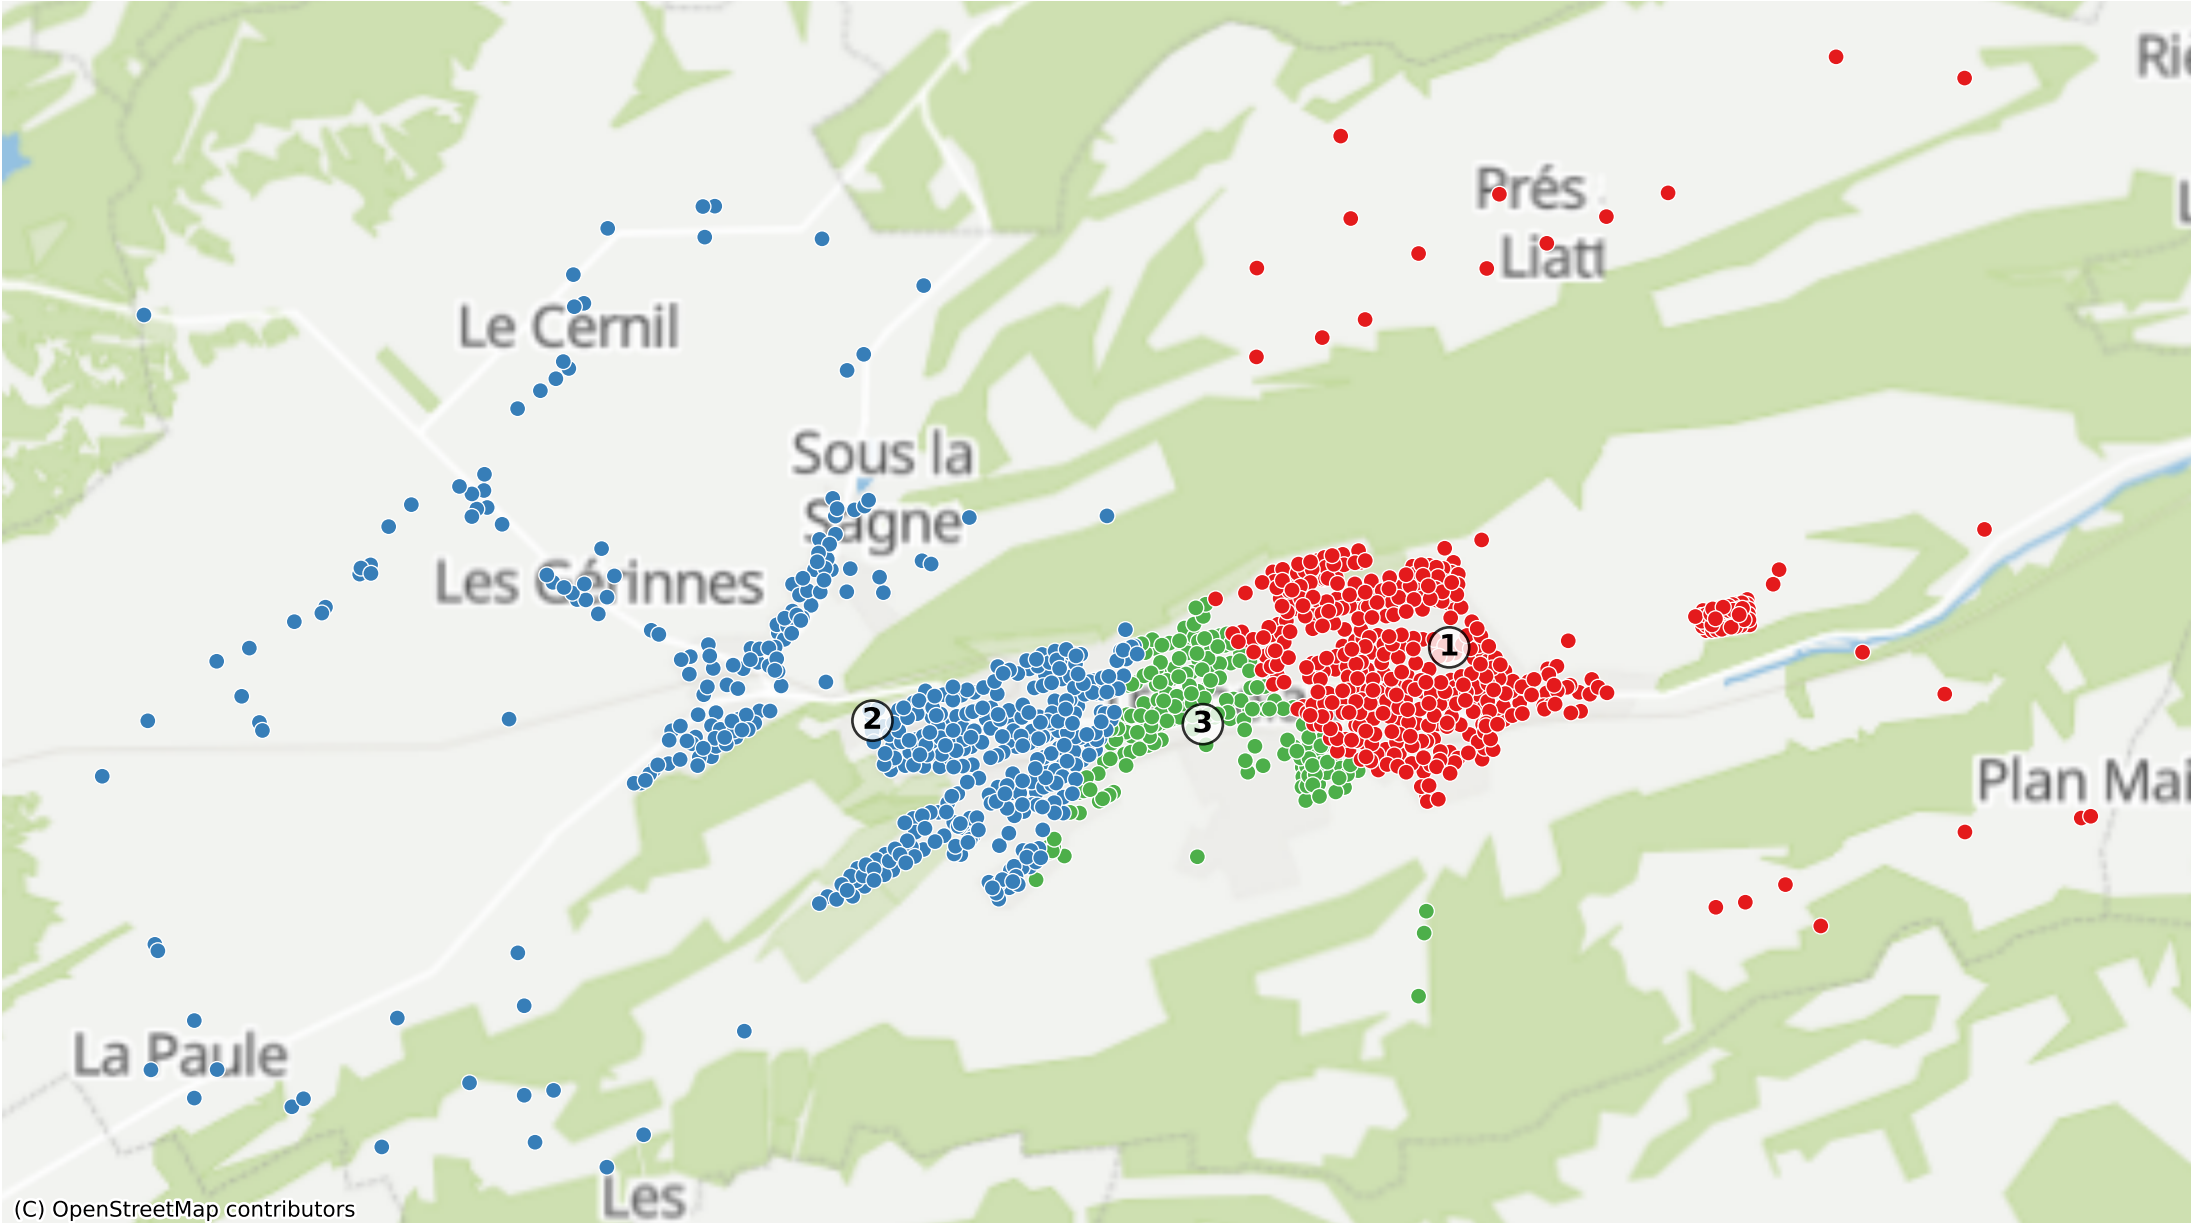 Ri
Prés
Liatt
Le Cernil
Sous la
Sagne
Les Gérinnes
1
2
3
Plan Mai
La Paule
Les
(C) OpenStreetMap contributors